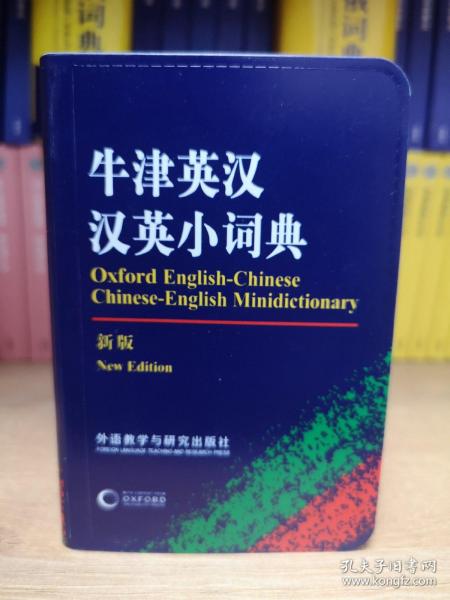 词典
牛津英汉
汉英小词典
Oxford English-Chinese
Chinese-English Minidictionary
新版
New Edition
外语教学与研究出版社
FOREIGN LANGUAGE TEACHING AND RESEARCH PRESS
OXFORD
孔夫子旧书网
www.kongfz.com